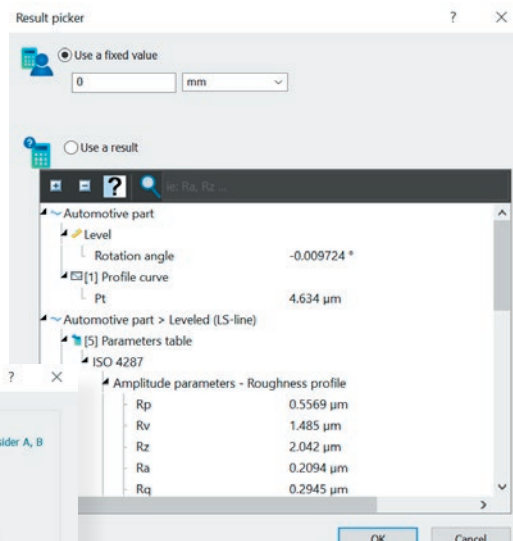 Result picker ? ×
Use a fixed value
0 mm
Use a result
? ie: Ra, Rz ...
Automotive part
Level
Rotation angle -0.009724 °
[1] Profile curve
Pt 4.634 µm
Automotive part > Leveled (LS-line)
[5] Parameters table
ISO 4287
? ×
Amplitude parameters - Roughness profile
Rp 0.5569 µm
sider A, B
Rv 1.485 µm
Rz 2.042 µm
Ra 0.2094 µm
Rq 0.2945 µm
OK Cancel